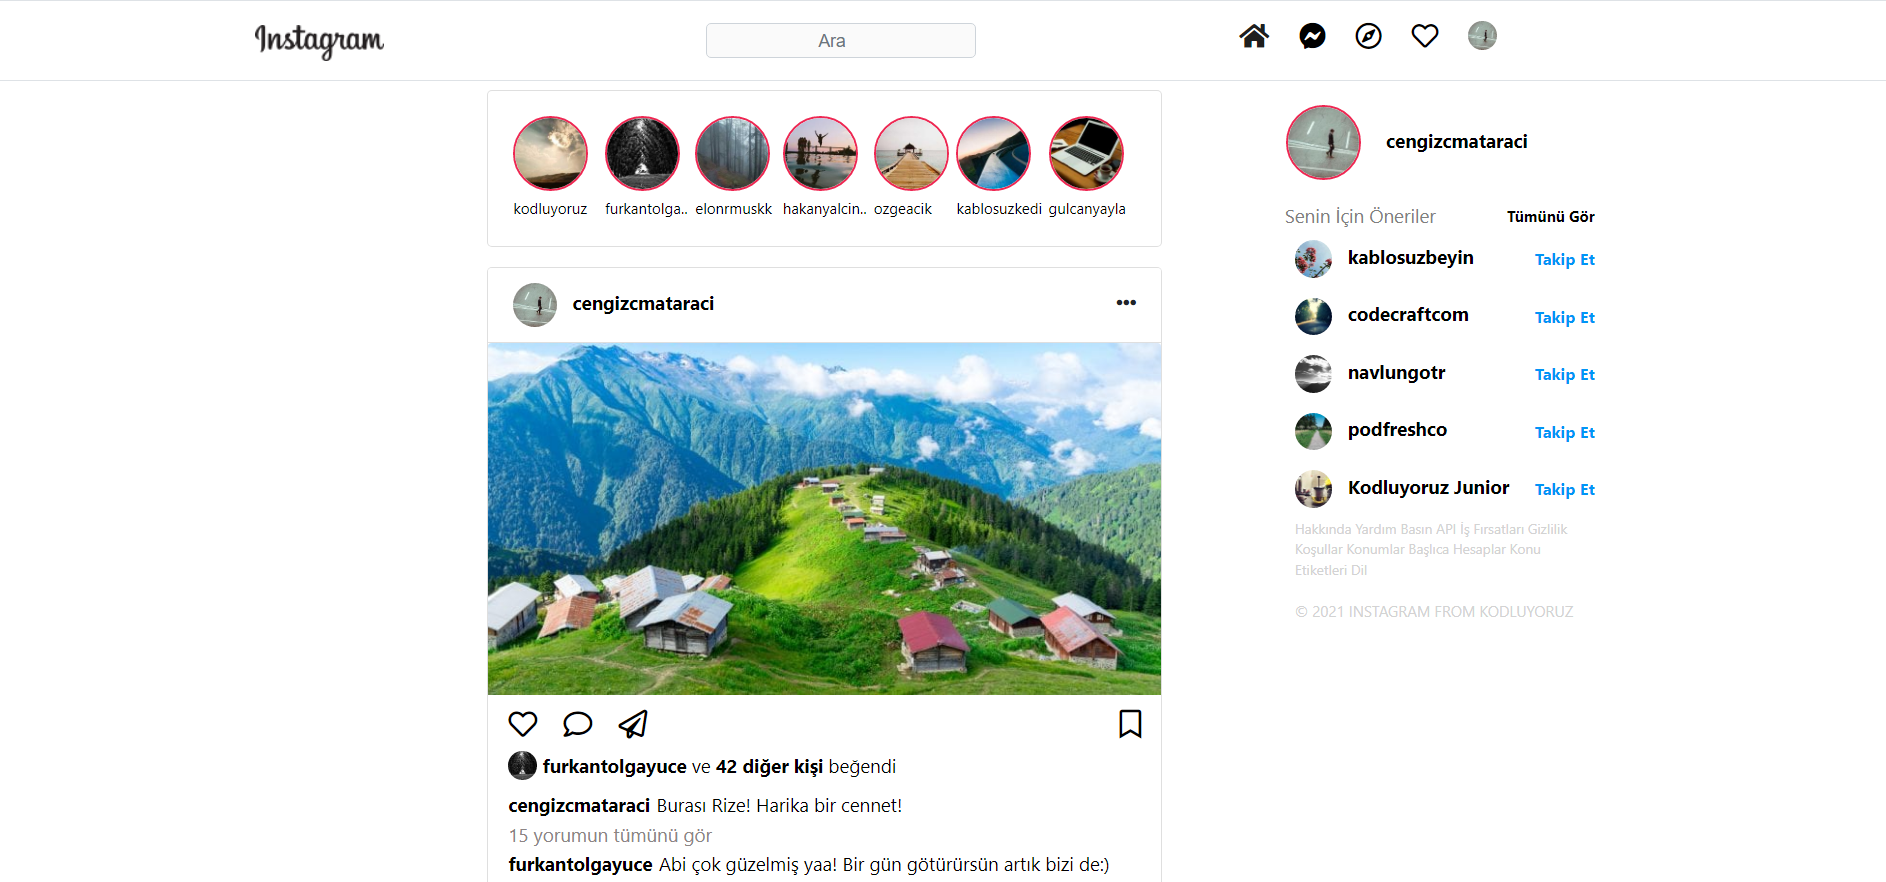 Instagram
Ara
kodluyoruz
furkantolga..
elonrmuskk
hakanyalcin..
ozgeacik
kablosuzkedi
gulcanyayla
cengizcmataraci
cengizcmataraci
Burası Rize! Harika bir cennet!
furkantolgayuce ve 42 diğer kişi beğendi
15 yorumun tümünü gör
furkantolgayuce Abi çok güzelmiş yaa! Bir gün götürürsün artık bizi de:)
cengizcmataraci
Senin İçin Öneriler
Tümünü Gör
kablosuzbeyin
Takip Et
codecraftcom
Takip Et
navlungotr
Takip Et
podfreshco
Takip Et
Kodluyoruz Junior
Takip Et
Hakkında Yardım Basın API İş Fırsatları Gizlilik
Koşullar Konumlar Başlıca Hesaplar Konu
Etiketleri Dil
© 2021 INSTAGRAM FROM KODLUYORUZ